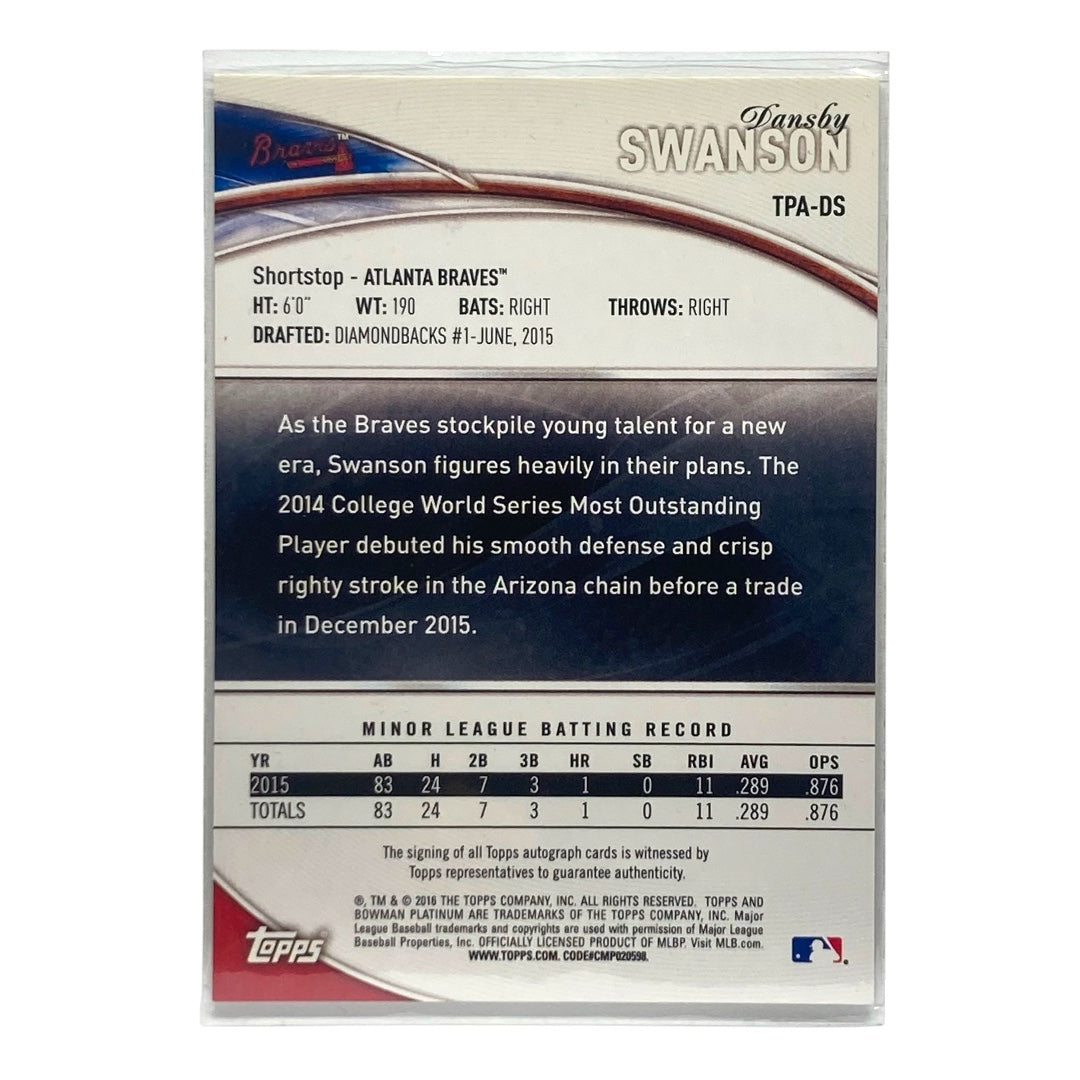 Braves™
Dansby
SWANSON
TPA-DS
Shortstop - ATLANTA BRAVES™
HT: 6'0" WT: 190 BATS: RIGHT THROWS: RIGHT
DRAFTED: DIAMONDBACKS #1-JUNE, 2015
As the Braves stockpile young talent for a new
era, Swanson figures heavily in their plans. The
2014 College World Series Most Outstanding
Player debuted his smooth defense and crisp
righty stroke in the Arizona chain before a trade
in December 2015.
MINOR LEAGUE BATTING RECORD
YR AB H 2B 3B HR SB RBI AVG OPS
2015 83 24 7 3 1 0 11 .289 .876
TOTALS 83 24 7 3 1 0 11 .289 .876
The signing of all Topps autograph cards is witnessed by
Topps representatives to guarantee authenticity.
®, TM & © 2016 THE TOPPS COMPANY, INC. ALL RIGHTS RESERVED. TOPPS AND
BOWMAN PLATINUM ARE TRADEMARKS OF THE TOPPS COMPANY, INC. Major
League Baseball trademarks and copyrights are used with permission of Major League
Baseball Properties, Inc. OFFICIALLY LICENSED PRODUCT OF MLBP. Visit MLB.com.
WWW.TOPPS.COM. CODE#CMP020598.
TOPPS®